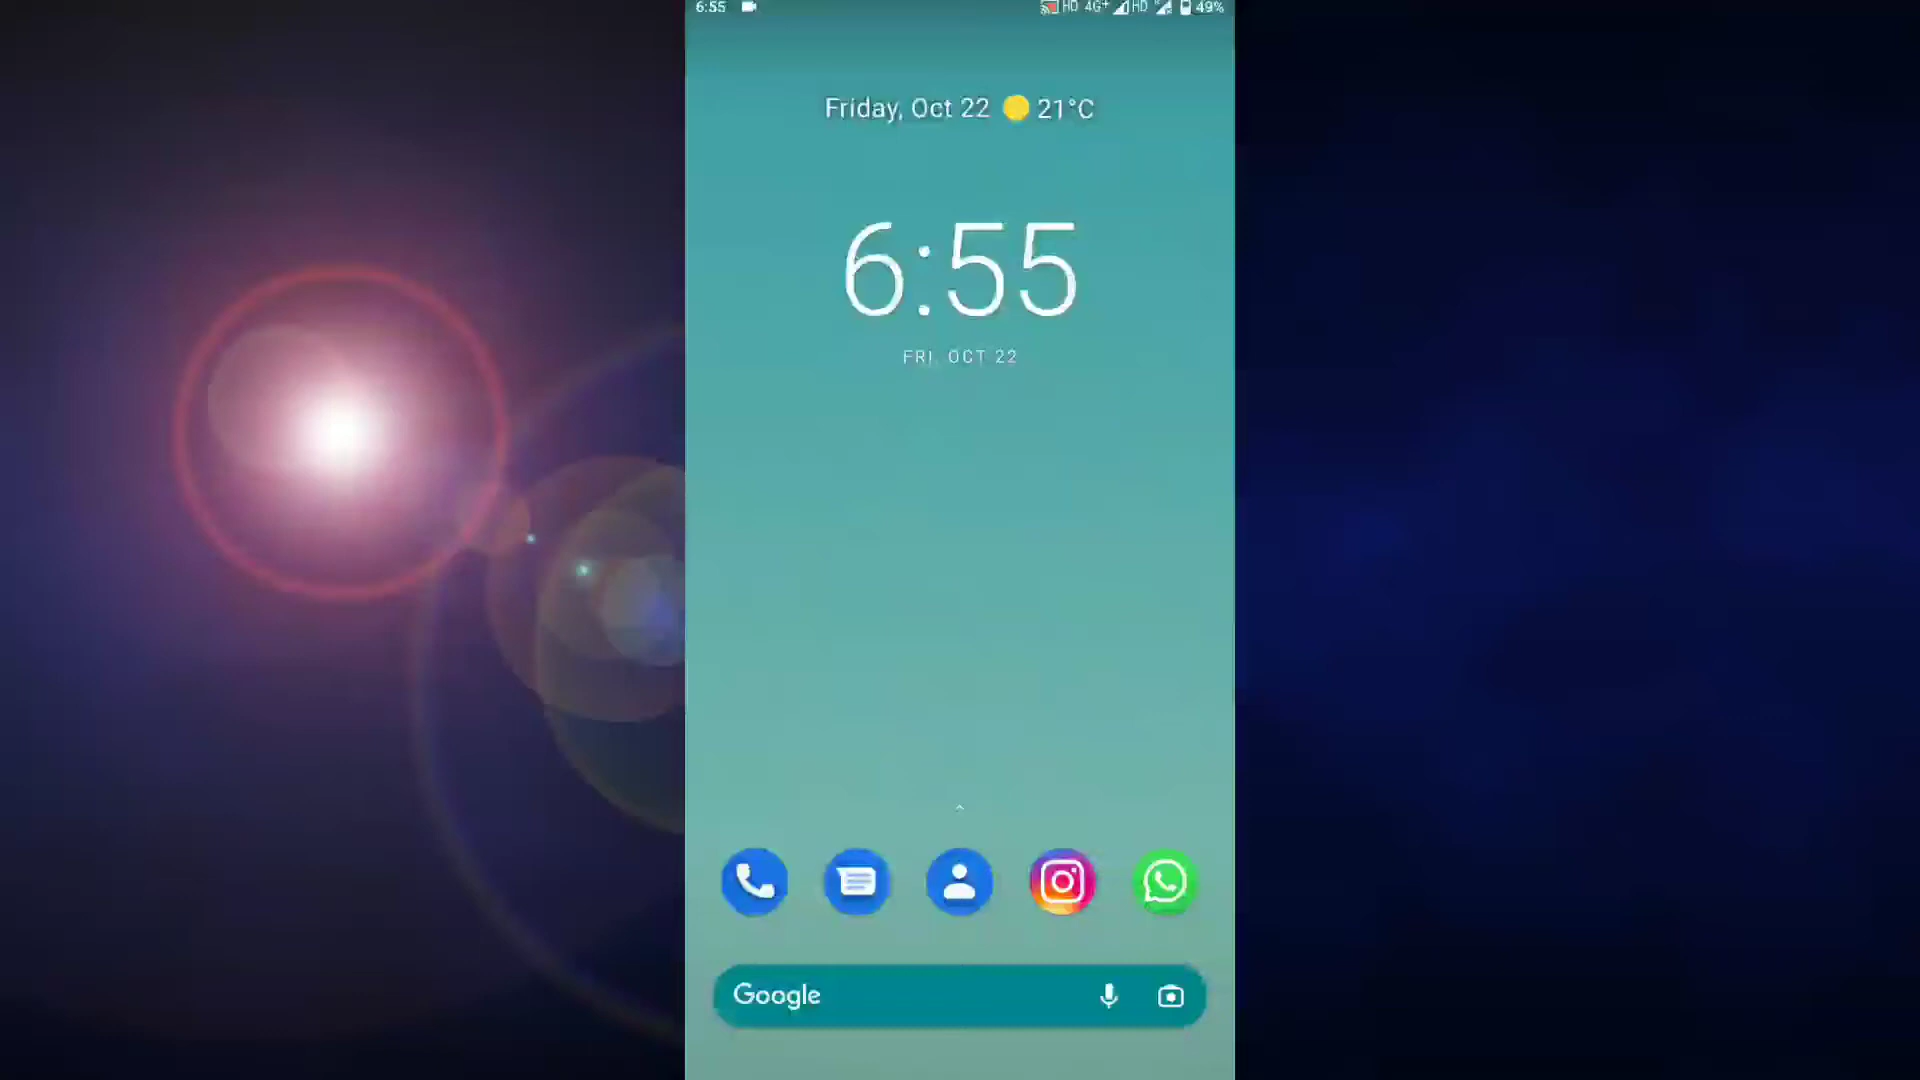 6:55 HD 4G+ HD 49%
Friday, Oct 22 21°C
6:55
FRI, OCT 22
Google